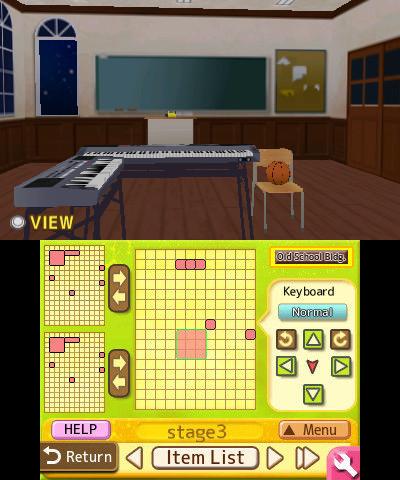 VIEW
Old School Bldg.
Keyboard
Normal
HELP
stage3
Menu
Return
Item List